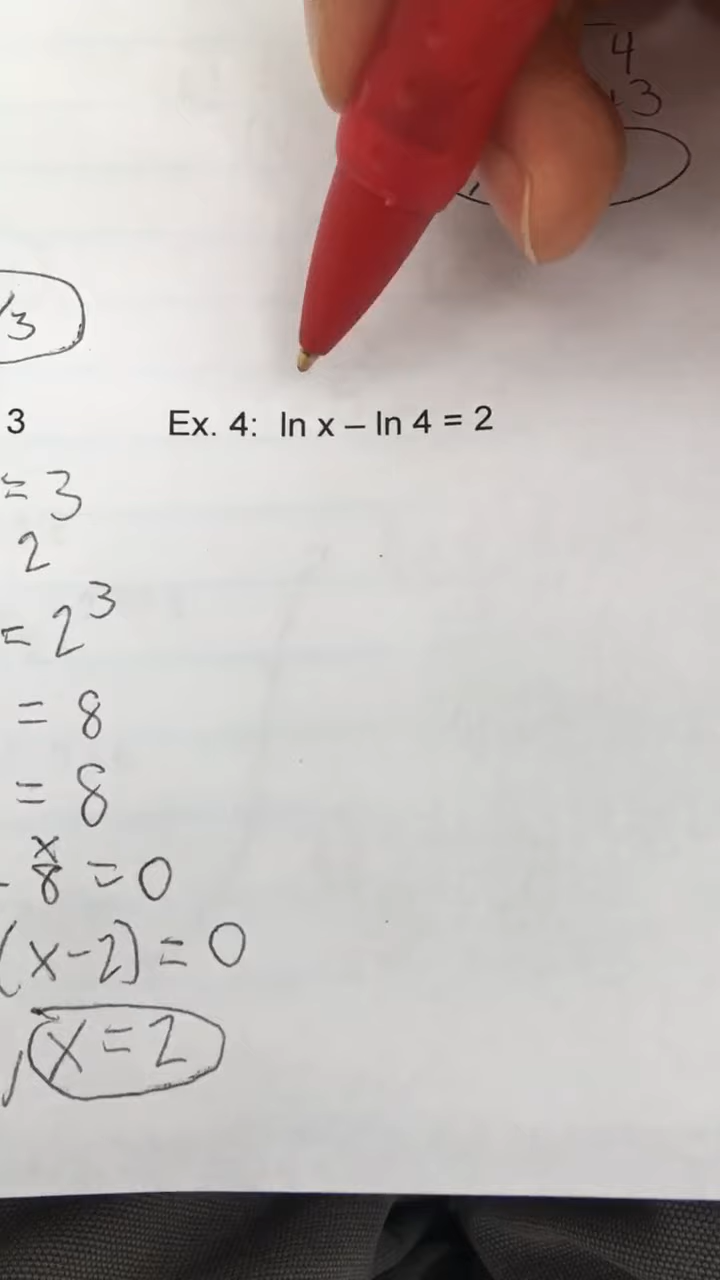 4
3
/3
3
Ex. 4: ln x – ln 4 = 2
= 3
2
= 2³
= 8
= 8
- 8 = 0
(x-2) = 0
x = 2